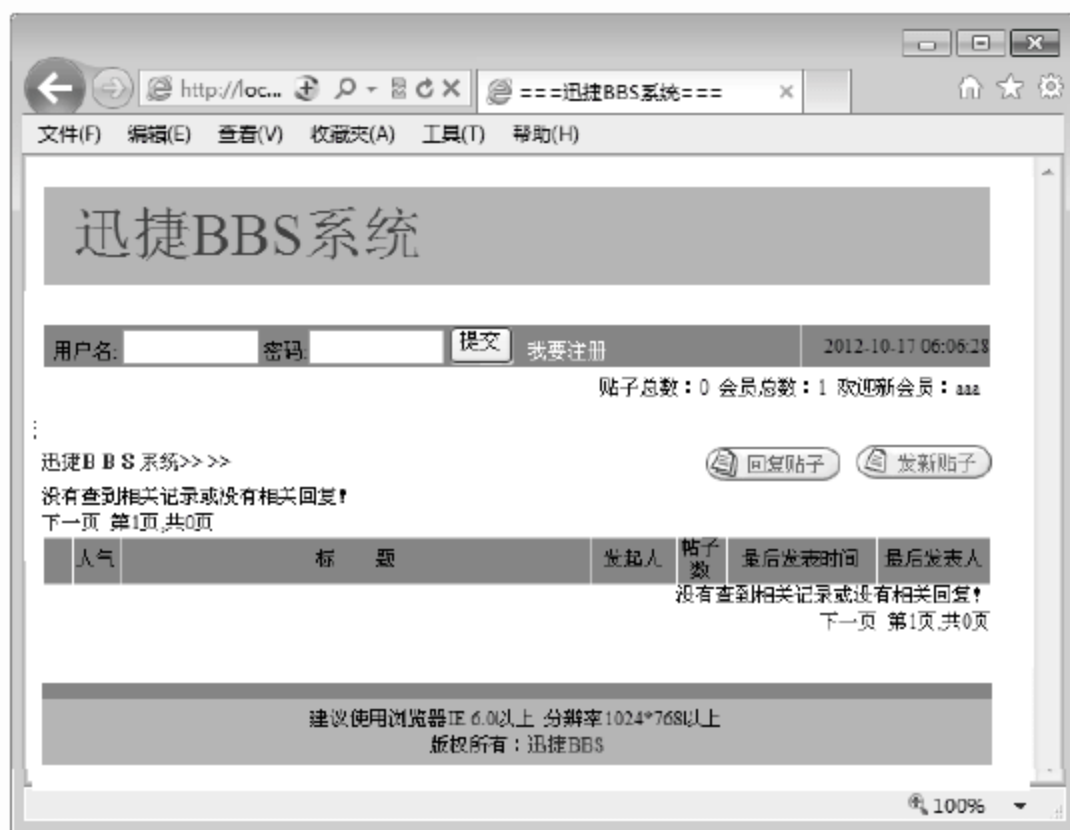 http://loc...
===迅捷BBS系统===
文件(F) 编辑(E) 查看(V) 收藏夹(A) 工具(T) 帮助(H)
迅捷BBS系统
用户名: 密码: 提交 我要注册 2012-10-17 06:06:28
贴子总数：0 会员总数：1 欢迎新会员：aaa
迅捷B B S 系统>> >>
回复贴子 发新贴子
没有查到相关记录或没有相关回复！
下一页 第1页,共0页
人气 标 题 发起人 帖子数 最后发表时间 最后发表人
没有查到相关记录或没有相关回复！
下一页 第1页,共0页
建议使用浏览器IE 6.0以上 分辨率1024*768以上
版权所有：迅捷BBS
100%